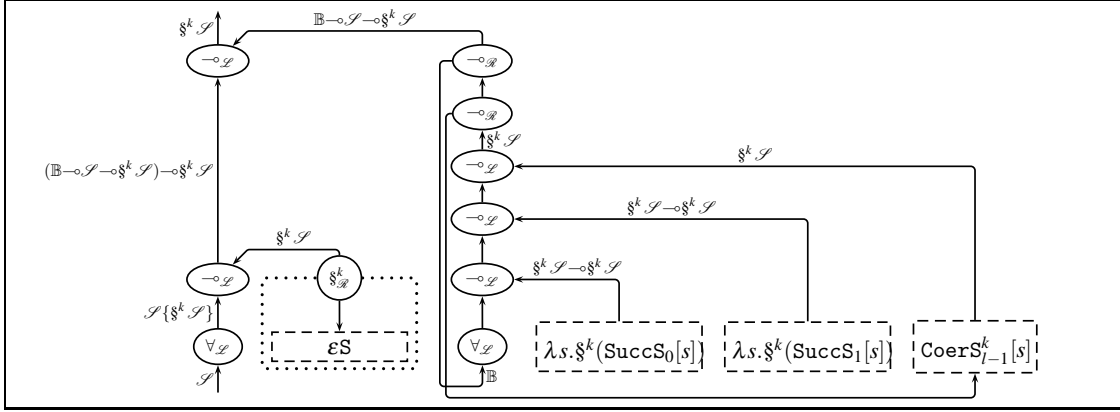 §ᵏ 𝒮
𝔹⊸𝒮⊸§ᵏ 𝒮
⊸ℒ
⊸ℛ
⊸ℛ
§ᵏ 𝒮
⊸ℒ
§ᵏ 𝒮
(𝔹⊸𝒮⊸§ᵏ 𝒮)⊸§ᵏ 𝒮
⊸ℒ
§ᵏ 𝒮⊸§ᵏ 𝒮
§ᵏ 𝒮
⊸ℒ
§ᵏℛ
⊸ℒ
§ᵏ 𝒮⊸§ᵏ 𝒮
𝒮{§ᵏ 𝒮}
∀ℒ
εS
∀ℒ
λs.§ᵏ(SuccS₀[s])
λs.§ᵏ(SuccS₁[s])
CoerSᵏₗ₋₁[s]
𝒮
𝔹